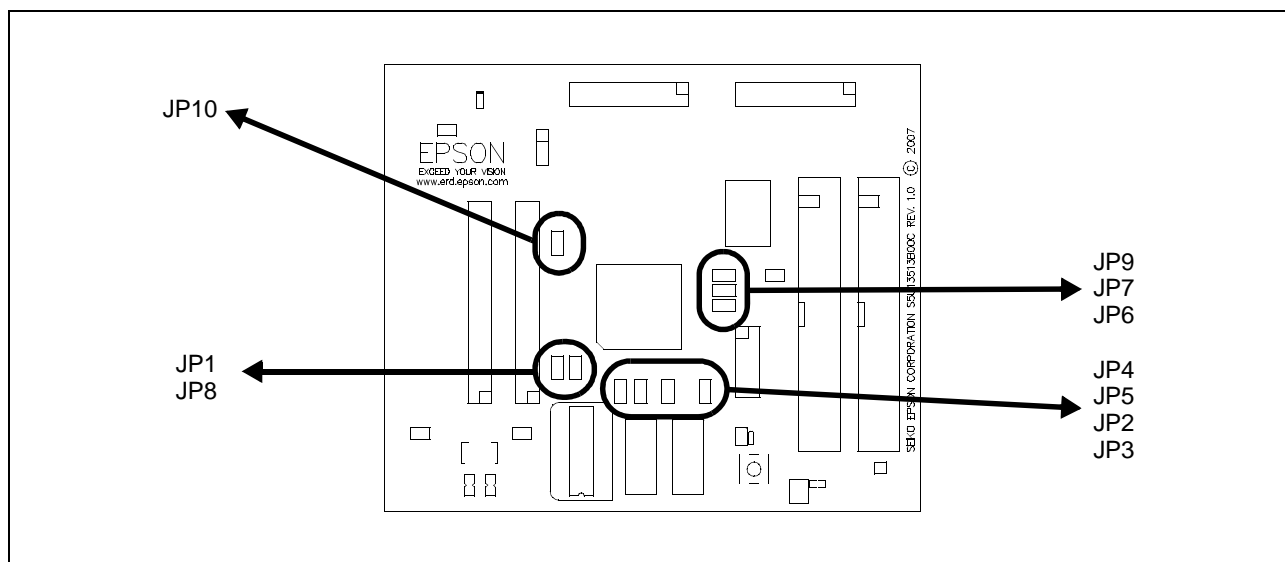 JP10
EPSON
EXCEED YOUR VISION
www.erd.epson.com
SEIKO EPSON CORPORATION S5U13513B00C REV. 1.0 © 2007
JP9
JP7
JP6
JP1
JP8
JP4
JP5
JP2
JP3